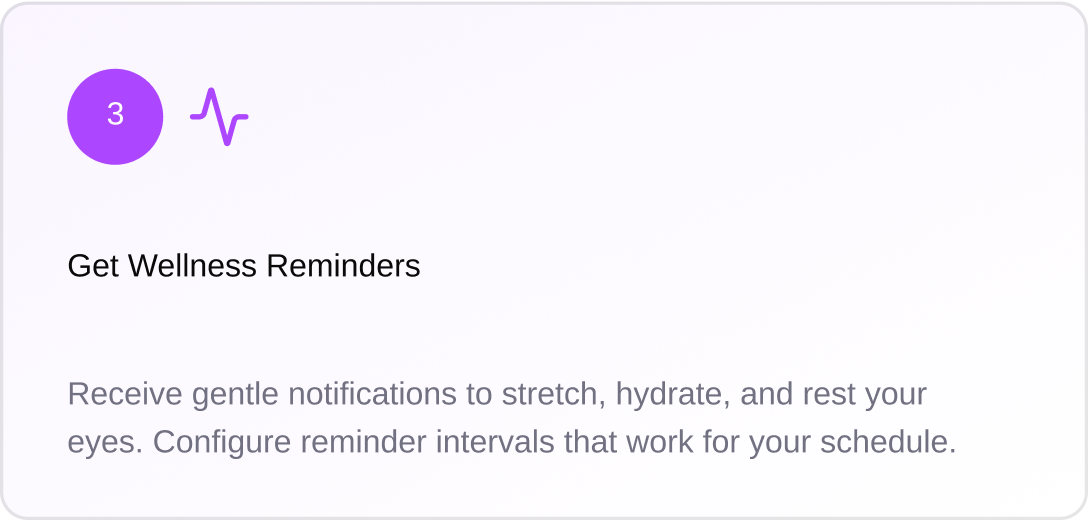 3
Get Wellness Reminders
Receive gentle notifications to stretch, hydrate, and rest your
eyes. Configure reminder intervals that work for your schedule.